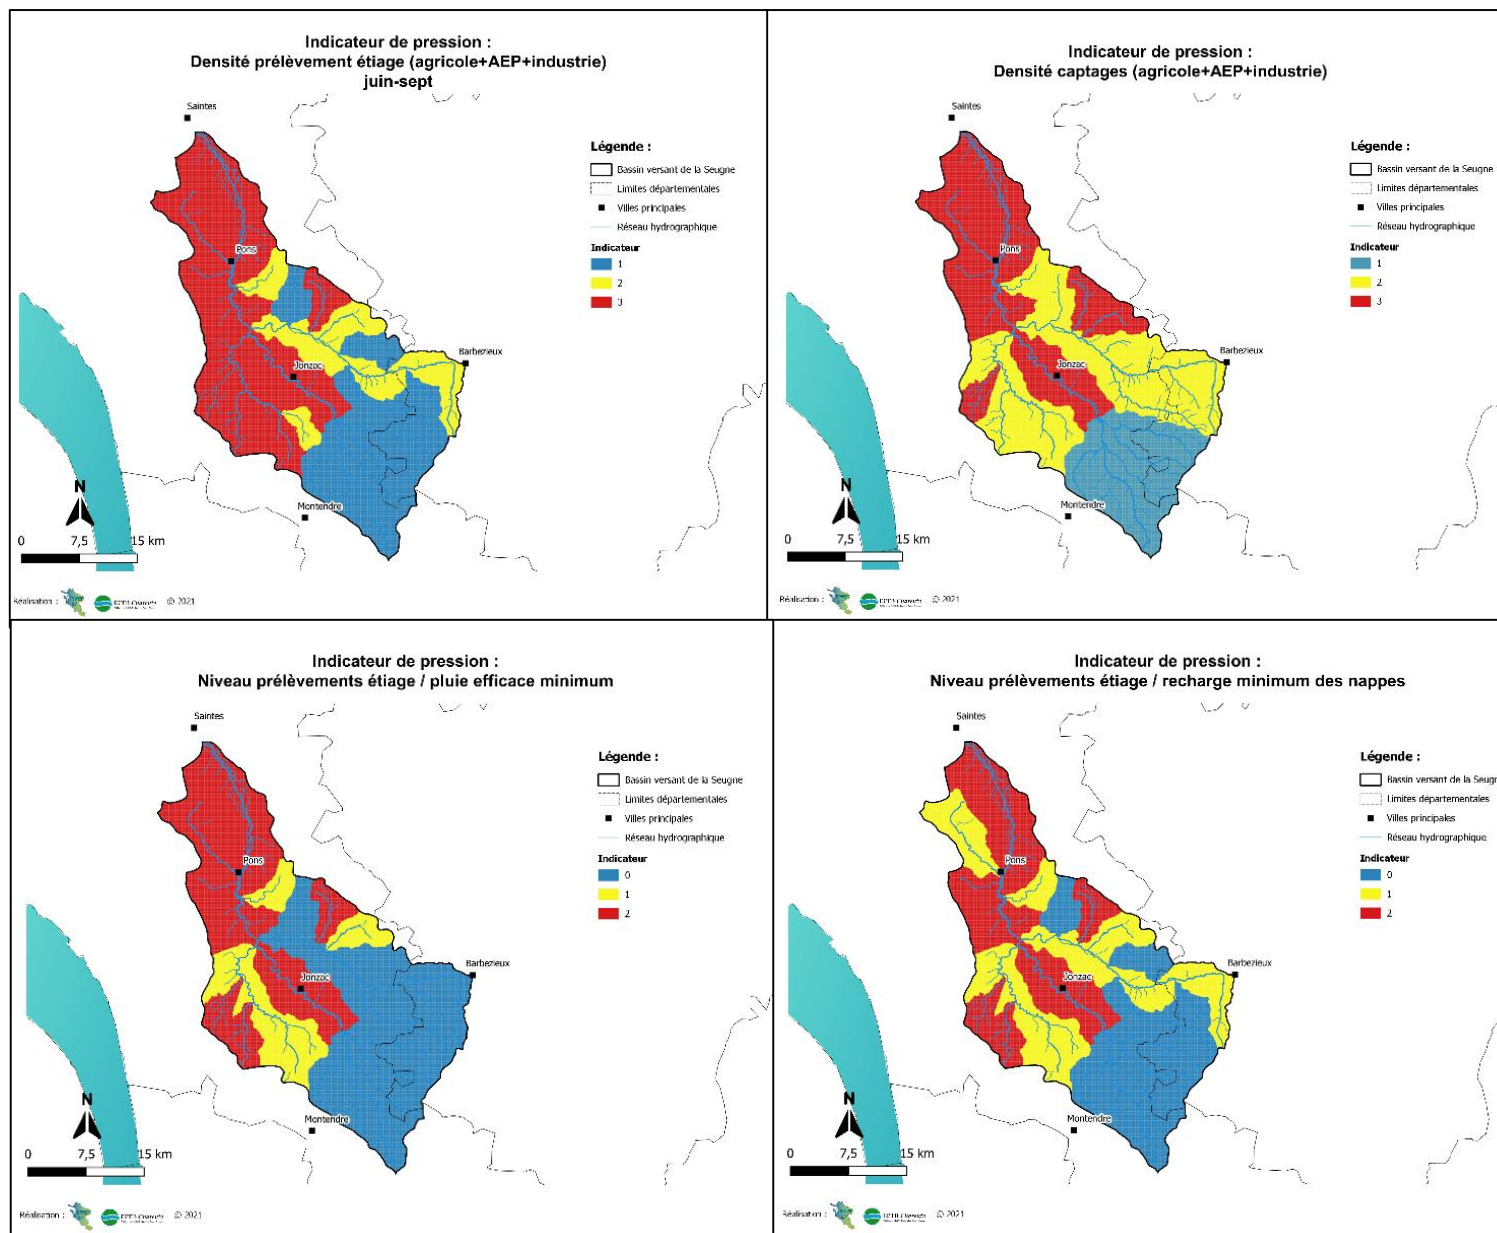 Indicateur de pression :
Densité prélèvement étiage (agricole+AEP+industrie)
juin-sept
Saintes
Légende :
Bassin versant de la Seugne
Limites départementales
Villes principales
Réseau hydrographique
Indicateur
1
2
3
Pons
Barbezieux
Jonzac
Montendre
N
0 7,5 15 km
Réalisation : © 2021
Indicateur de pression :
Densité captages (agricole+AEP+industrie)
Saintes
Légende :
Bassin versant de la Seugne
Limites départementales
Villes principales
Réseau hydrographique
Indicateur
1
2
3
Pons
Barbezieux
Jonzac
Montendre
N
0 7,5 15 km
Réalisation : © 2021
Indicateur de pression :
Niveau prélèvements étiage / pluie efficace minimum
Saintes
Légende :
Bassin versant de la Seugne
Limites départementales
Villes principales
Réseau hydrographique
Indicateur
0
1
2
Pons
Barbezieux
Jonzac
Montendre
N
0 7,5 15 km
Réalisation : © 2021
Indicateur de pression :
Niveau prélèvements étiage / recharge minimum des nappes
Saintes
Légende :
Bassin versant de la Seugn
Limites départementales
Villes principales
Réseau hydrographique
Indicateur
0
1
2
Pons
Barbezieux
Jonzac
Montendre
N
0 7,5 15 km
Réalisation : © 2021